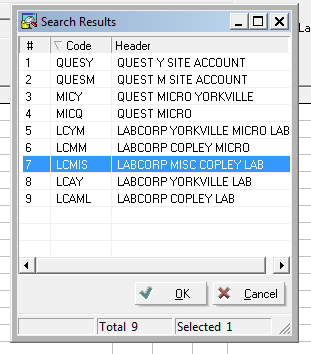 Search Results
La
# Code Header
1 QUESY QUEST Y SITE ACCOUNT
2 QUESM QUEST M SITE ACCOUNT
3 MICY QUEST MICRO YORKVILLE
4 MICQ QUEST MICRO
5 LCYM LABCORP YORKVILLE MICRO LAB
6 LCMM LABCORP COPLEY MICRO
7 LCMIS LABCORP MISC COPLEY LAB
8 LCAY LABCORP YORKVILLE LAB
9 LCAML LABCORP COPLEY LAB
OK Cancel
Total 9 Selected 1